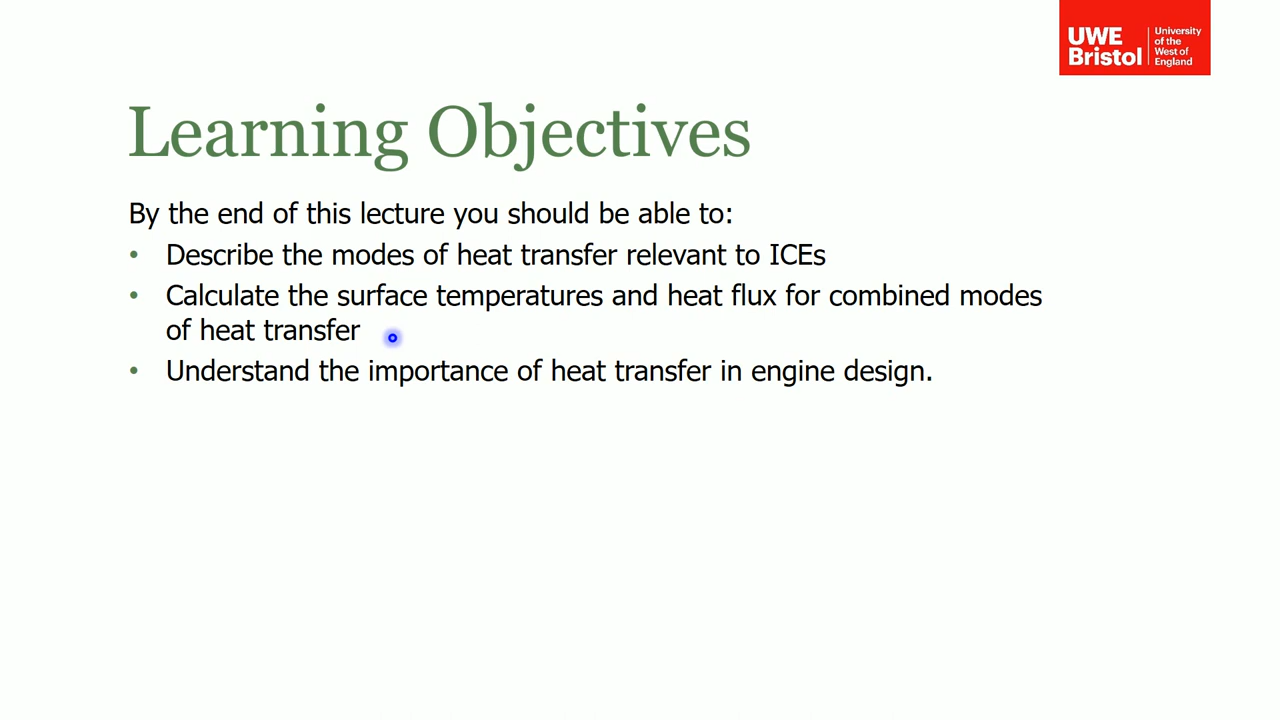 UWE
Bristol
University
of the
West of
England
Learning Objectives
By the end of this lecture you should be able to:
• Describe the modes of heat transfer relevant to ICEs
• Calculate the surface temperatures and heat flux for combined modes
of heat transfer
• Understand the importance of heat transfer in engine design.